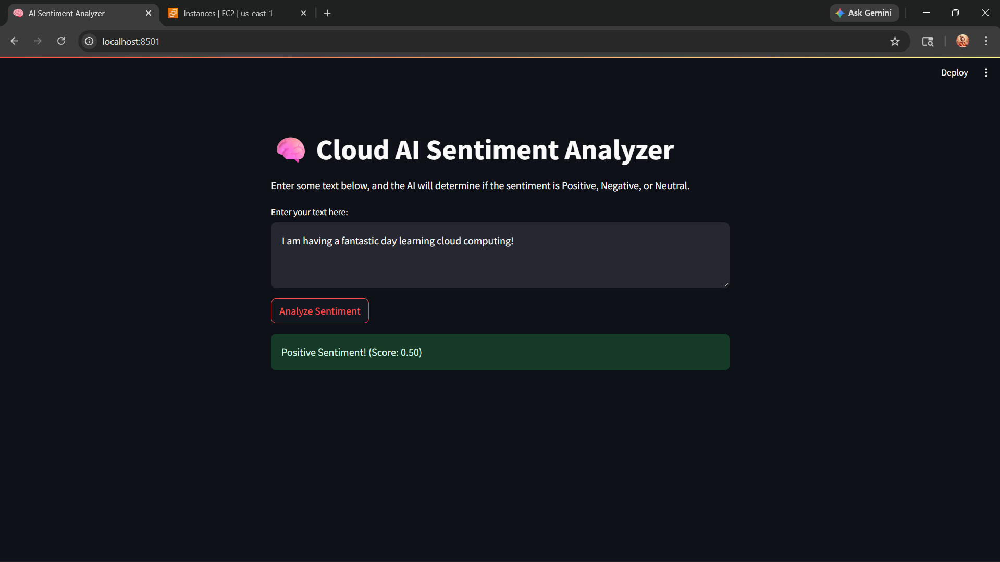 AI Sentiment Analyzer
Instances | EC2 | us-east-1
Ask Gemini
localhost:8501
Deploy
Cloud AI Sentiment Analyzer
Enter some text below, and the AI will determine if the sentiment is Positive, Negative, or Neutral.
Enter your text here:
I am having a fantastic day learning cloud computing!
Analyze Sentiment
Positive Sentiment! (Score: 0.50)